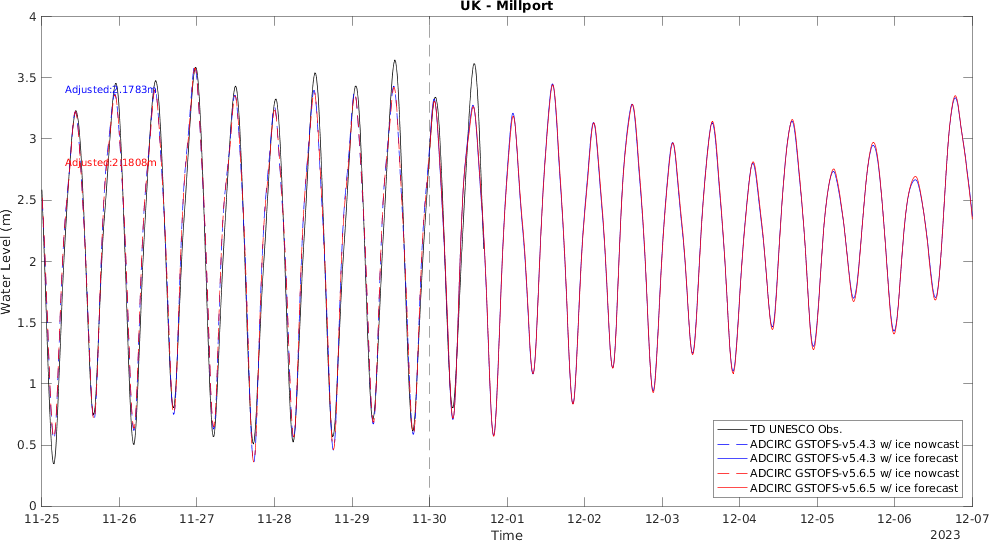 UK - Millport
4
3.5
3
2.5
2
1.5
1
0.5
0
Water Level (m)
Adjusted:2.1783m
Adjusted:2.1808m
TD UNESCO Obs.
ADCIRC GSTOFS-v5.4.3 w/ ice nowcast
ADCIRC GSTOFS-v5.4.3 w/ ice forecast
ADCIRC GSTOFS-v5.6.5 w/ ice nowcast
ADCIRC GSTOFS-v5.6.5 w/ ice forecast
11-25 11-26 11-27 11-28 11-29 11-30 12-01 12-02 12-03 12-04 12-05 12-06 12-07
Time
2023